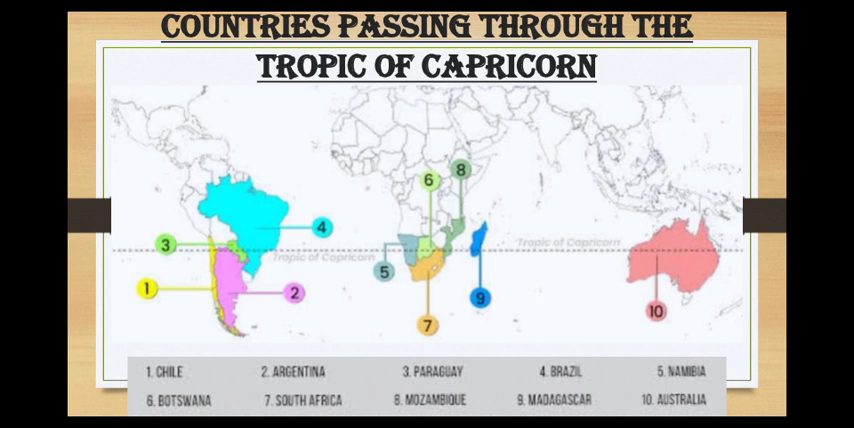 COUNTRIES PASSING THROUGH THE
TROPIC OF CAPRICORN
8
6
4
3
Tropic of Capricorn
Tropic of Capricorn
5
1
2
9
10
7
1. CHILE 2. ARGENTINA 3. PARAGUAY 4. BRAZIL 5. NAMIBIA
6. BOTSWANA 7. SOUTH AFRICA 8. MOZAMBIQUE 9. MADAGASCAR 10. AUSTRALIA